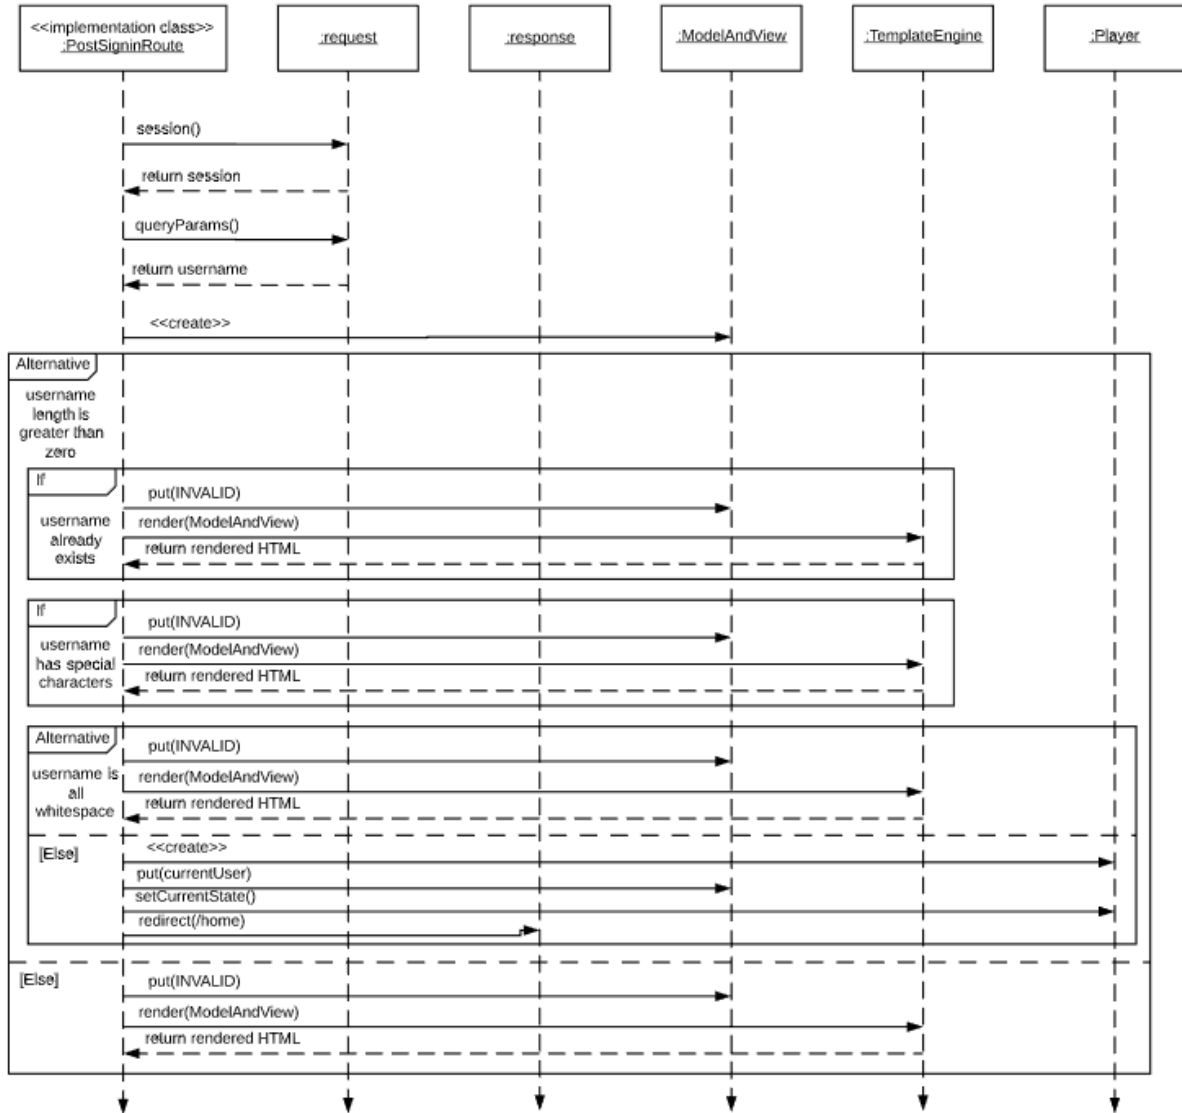 <<implementation class>>
:PostSigninRoute
:request
:response
:ModelAndView
:TemplateEngine
:Player
session()
return session
queryParams()
return username
<<create>>
Alternative
username
length is
greater than
zero
If
put(INVALID)
username
already
exists
render(ModelAndView)
return rendered HTML
If
put(INVALID)
username
has special
characters
render(ModelAndView)
return rendered HTML
Alternative
put(INVALID)
username is
all
whitespace
render(ModelAndView)
return rendered HTML
[Else]
<<create>>
put(currentUser)
setCurrentState()
redirect(/home)
[Else]
put(INVALID)
render(ModelAndView)
return rendered HTML